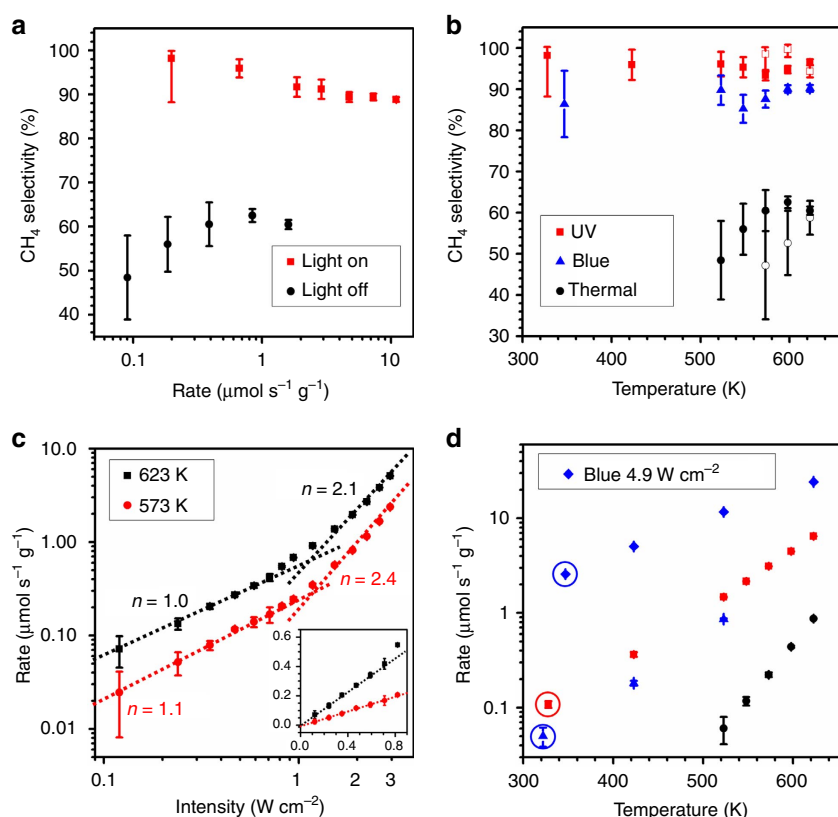 a
CH₄ selectivity (%)
100
90
80
70
60
50
40
Light on
Light off
0.1
1
10
Rate (μmol s⁻¹ g⁻¹)
b
CH₄ selectivity (%)
100
90
80
70
60
50
40
30
UV
Blue
Thermal
300
400
500
600
Temperature (K)
c
Rate (μmol s⁻¹ g⁻¹)
10.0
1.00
0.10
0.01
623 K
573 K
n = 2.1
n = 2.4
n = 1.0
n = 1.1
0.6
0.4
0.2
0.0
0.0
0.4
0.8
0.1
1
2
3
Intensity (W cm⁻²)
d
Rate (μmol s⁻¹ g⁻¹)
Blue 4.9 W cm⁻²
10
1
0.1
300
400
500
600
Temperature (K)